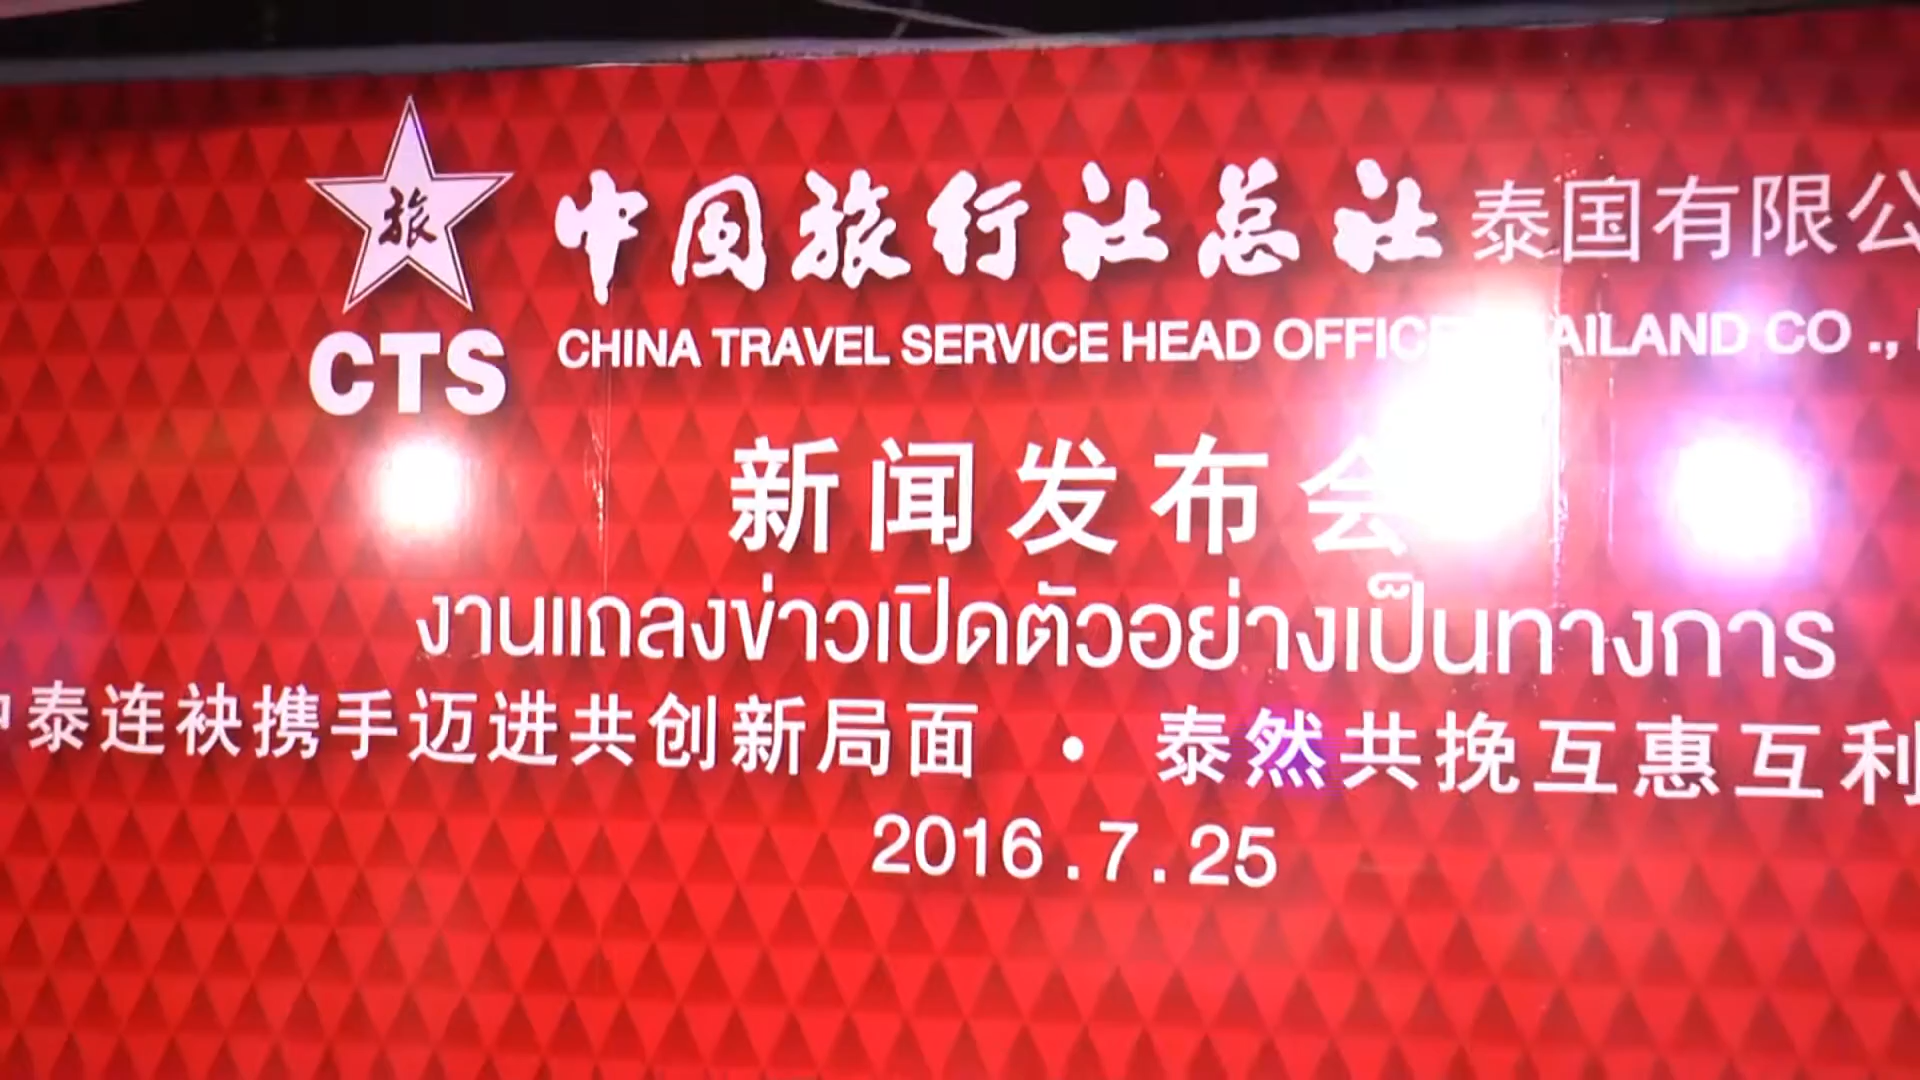 旅
CTS
中国旅行社总社 泰国有限公
CHINA TRAVEL SERVICE HEAD OFFICE THAILAND CO .,
新闻发布会
งานแถลงข่าวเปิดตัวอย่างเป็นทางการ
中泰连袂携手迈进共创新局面 · 泰然共挽互惠互利
2016.7.25